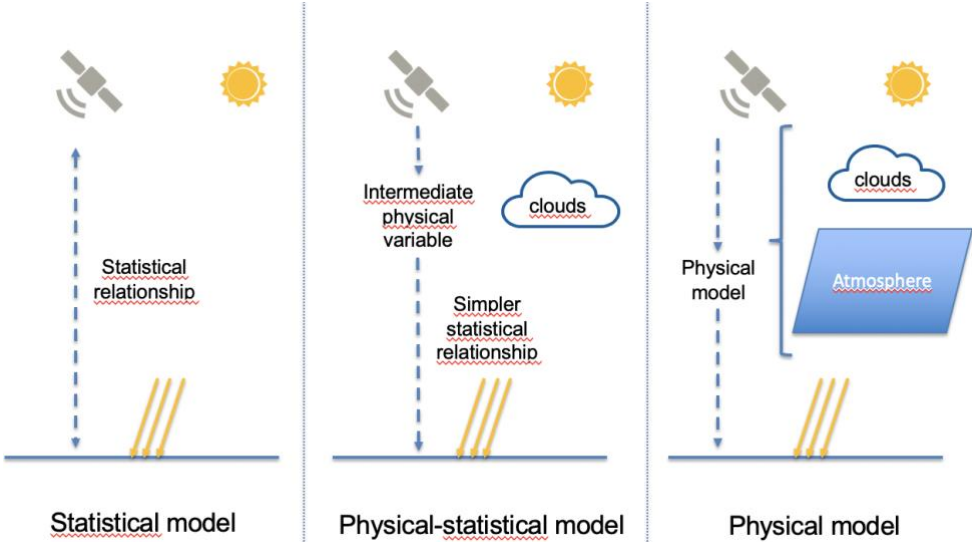 Statistical
relationship
Statistical model
Intermediate
physical
variable
clouds
Simpler
statistical
relationship
Physical-statistical model
clouds
Atmosphere
Physical
model
Physical model